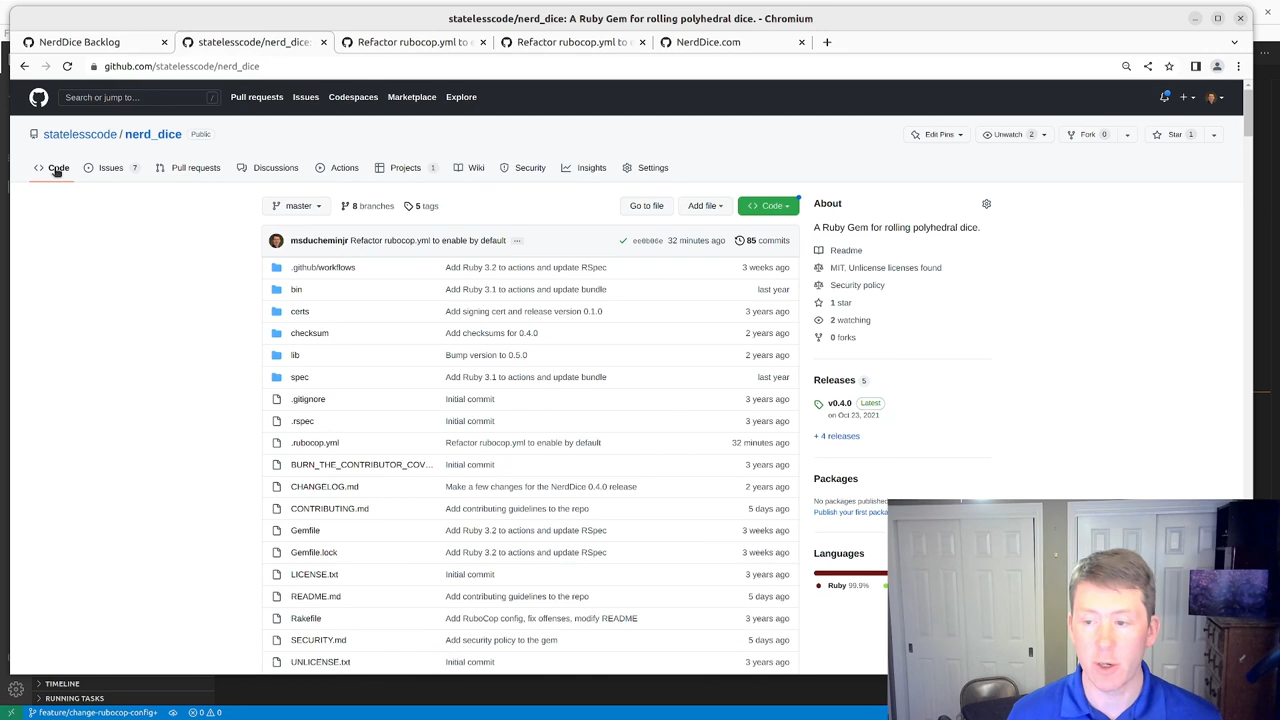 statelesscode/nerd_dice: A Ruby Gem for rolling polyhedral dice. - Chromium
NerdDice Backlog
statelesscode/nerd_dice:
Refactor rubocop.yml to e
Refactor rubocop.yml to e
NerdDice.com
github.com/statelesscode/nerd_dice
Search or jump to...
/
Pull requests
Issues
Codespaces
Marketplace
Explore
statelesscode / nerd_dice
Public
Edit Pins
Unwatch 2
Fork 0
Star 1
Code
Issues 7
Pull requests
Discussions
Actions
Projects 1
Wiki
Security
Insights
Settings
master
8 branches
5 tags
Go to file
Add file
Code
msducheminjr Refactor rubocop.yml to enable by default ...
ee0b06e 32 minutes ago
85 commits
.github/workflows Add Ruby 3.2 to actions and update RSpec 3 weeks ago
bin Add Ruby 3.1 to actions and update bundle last year
certs Add signing cert and release version 0.1.0 3 years ago
checksum Add checksums for 0.4.0 2 years ago
lib Bump version to 0.5.0 2 years ago
spec Add Ruby 3.1 to actions and update bundle last year
.gitignore Initial commit 3 years ago
.rspec Initial commit 3 years ago
.rubocop.yml Refactor rubocop.yml to enable by default 32 minutes ago
BURN_THE_CONTRIBUTOR_COV... Initial commit 3 years ago
CHANGELOG.md Make a few changes for the NerdDice 0.4.0 release 2 years ago
CONTRIBUTING.md Add contributing guidelines to the repo 5 days ago
Gemfile Add Ruby 3.2 to actions and update RSpec 3 weeks ago
Gemfile.lock Add Ruby 3.2 to actions and update RSpec 3 weeks ago
LICENSE.txt Initial commit 3 years ago
README.md Add contributing guidelines to the repo 5 days ago
Rakefile Add RuboCop config, fix offenses, modify README 3 years ago
SECURITY.md Add security policy to the gem 5 days ago
UNLICENSE.txt Initial commit 3 years ago
About
A Ruby Gem for rolling polyhedral dice.
Readme
MIT, Unlicense licenses found
Security policy
1 star
2 watching
0 forks
Releases 5
v0.4.0 Latest
on Oct 23, 2021
+ 4 releases
Packages
No packages published
Publish your first packa
Languages
Ruby 99.9%
TIMELINE
RUNNING TASKS
feature/change-rubocop-config+
0 0